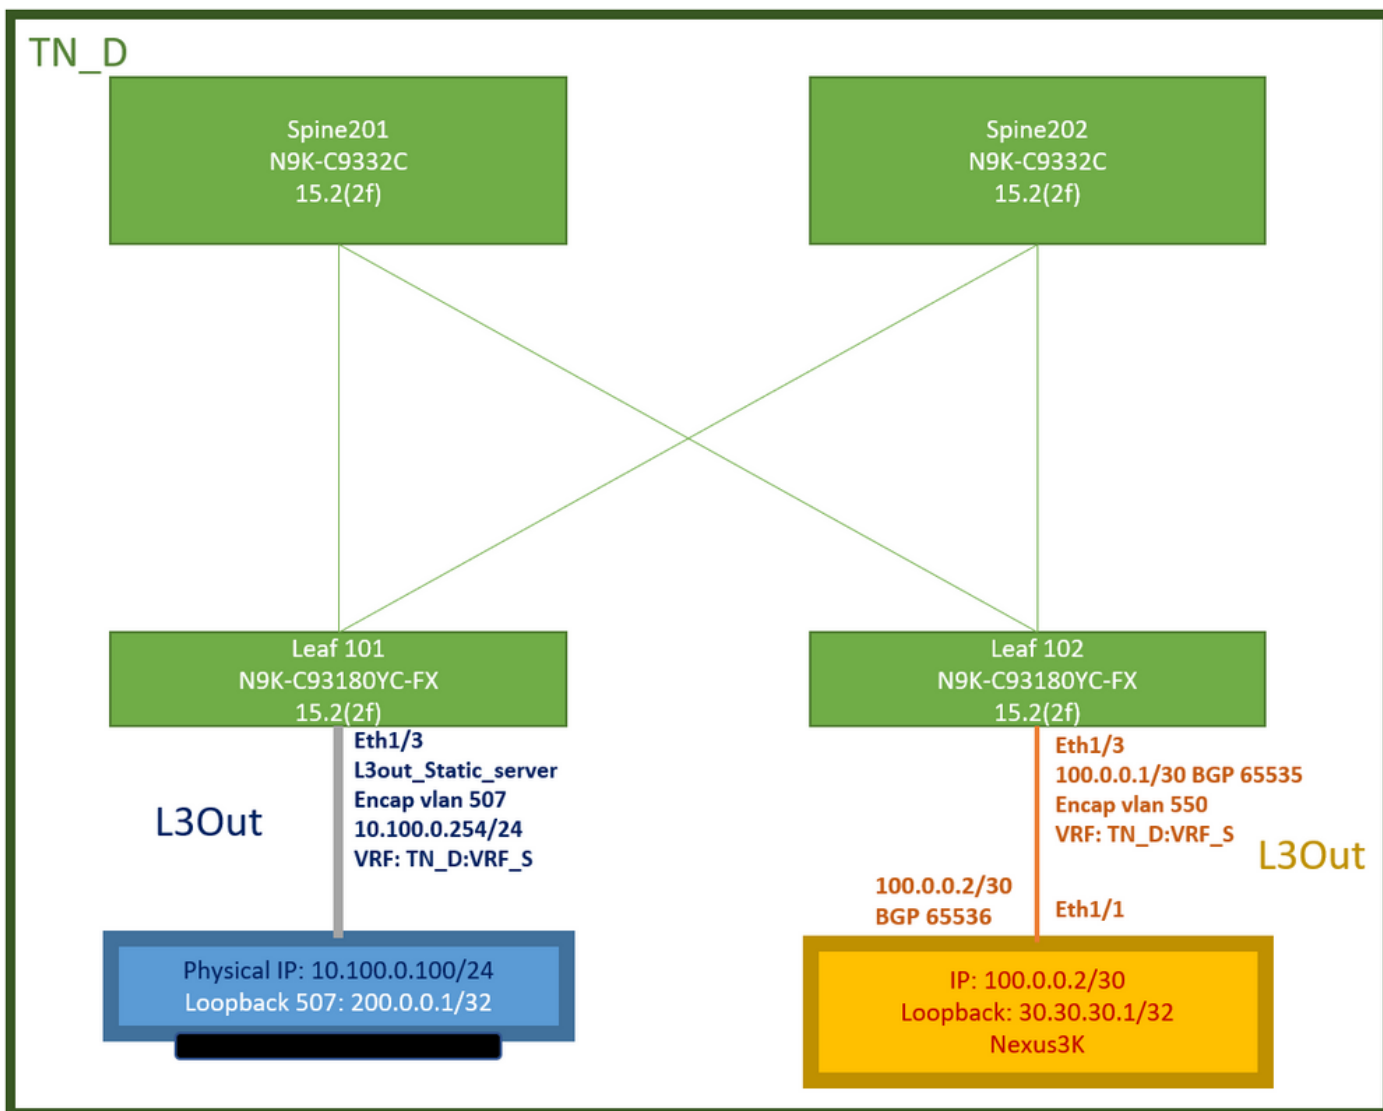 TN_D
Spine201
N9K-C9332C
15.2(2f)
Spine202
N9K-C9332C
15.2(2f)
Leaf 101
N9K-C93180YC-FX
15.2(2f)
Leaf 102
N9K-C93180YC-FX
15.2(2f)
Eth1/3
L3out_Static_server
Encap vlan 507
10.100.0.254/24
VRF: TN_D:VRF_S
L3Out
Eth1/3
100.0.0.1/30 BGP 65535
Encap vlan 550
VRF: TN_D:VRF_S
L3Out
100.0.0.2/30
BGP 65536
Eth1/1
Physical IP: 10.100.0.100/24
Loopback 507: 200.0.0.1/32
IP: 100.0.0.2/30
Loopback: 30.30.30.1/32
Nexus3K